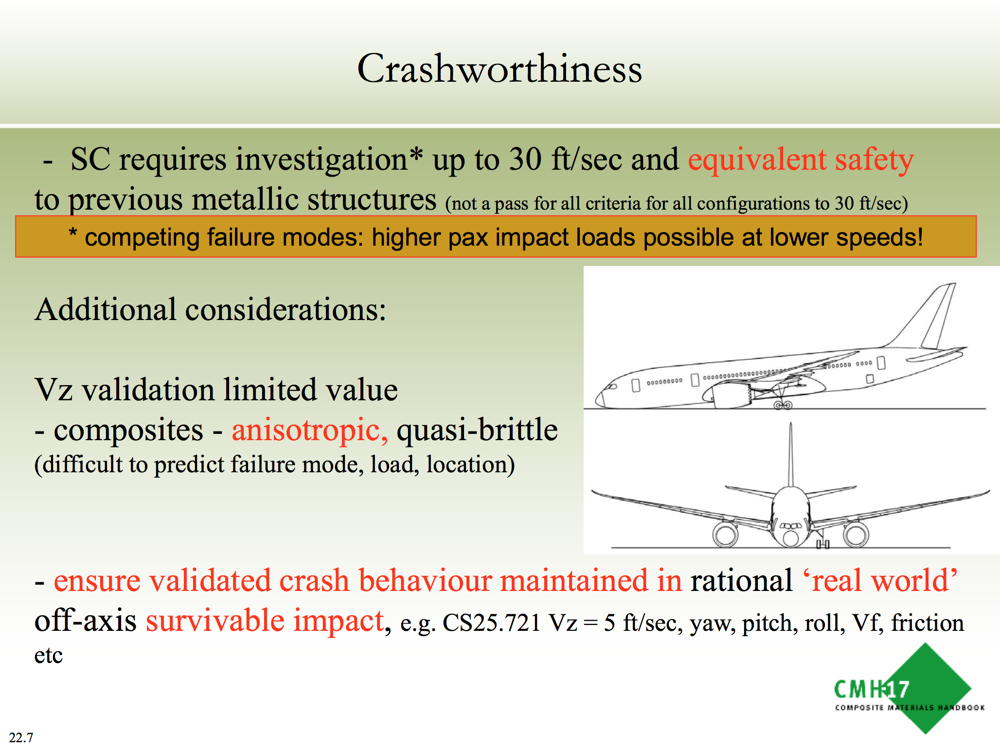 Crashworthiness
- SC requires investigation* up to 30 ft/sec and equivalent safety
to previous metallic structures (not a pass for all criteria for all configurations to 30 ft/sec)
* competing failure modes: higher pax impact loads possible at lower speeds!
Additional considerations:
Vz validation limited value
- composites - anisotropic, quasi-brittle
(difficult to predict failure mode, load, location)
- ensure validated crash behaviour maintained in rational ‘real world’
off-axis survivable impact, e.g. CS25.721 Vz = 5 ft/sec, yaw, pitch, roll, Vf, friction
etc
CMH-17
COMPOSITE MATERIALS HANDBOOK
22.7